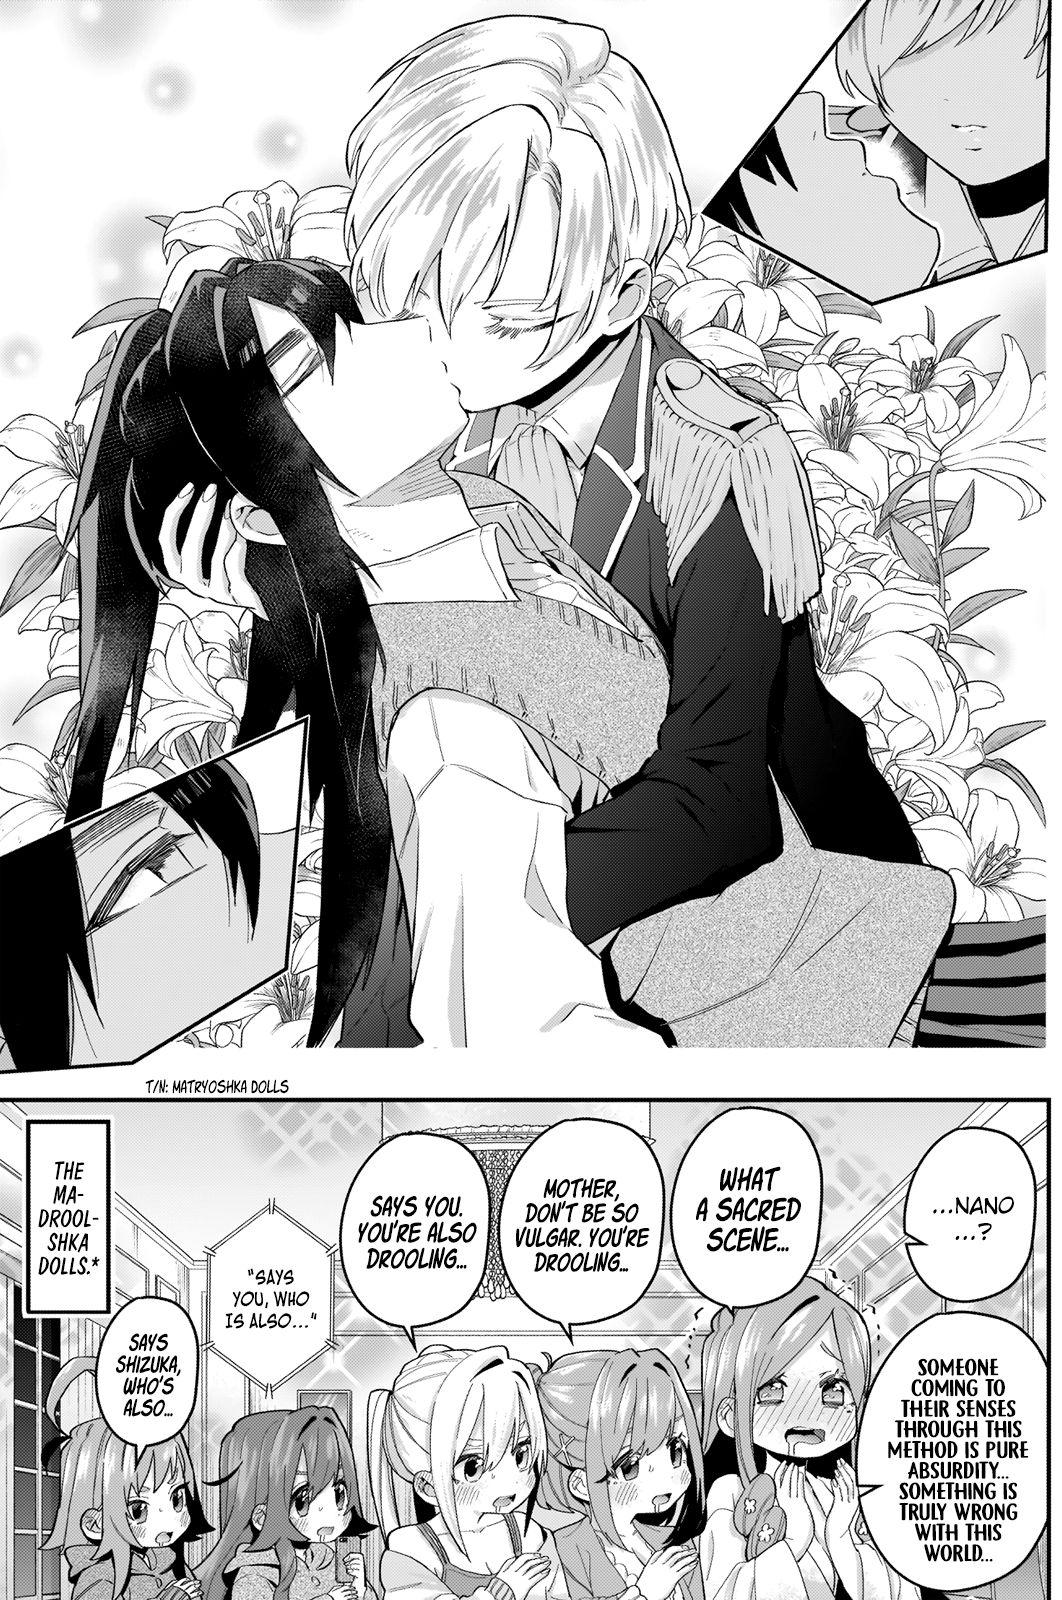 T/N: MATRYOSHKA DOLLS
...NANO
...?
SOMEONE
COMING TO
THEIR SENSES
THROUGH THIS
METHOD IS PURE
ABSURDITY...
SOMETHING IS
TRULY WRONG
WITH THIS
WORLD...
WHAT
A SACRED
SCENE...
MOTHER,
DON'T BE SO
VULGAR. YOU'RE
DROOLING...
SAYS YOU.
YOU'RE ALSO
DROOLING...
"SAYS
YOU, WHO
IS ALSO..."
SAYS
SHIZUKA,
WHO'S
ALSO...
THE
MA-
DROOL-
SHKA
DOLLS.*